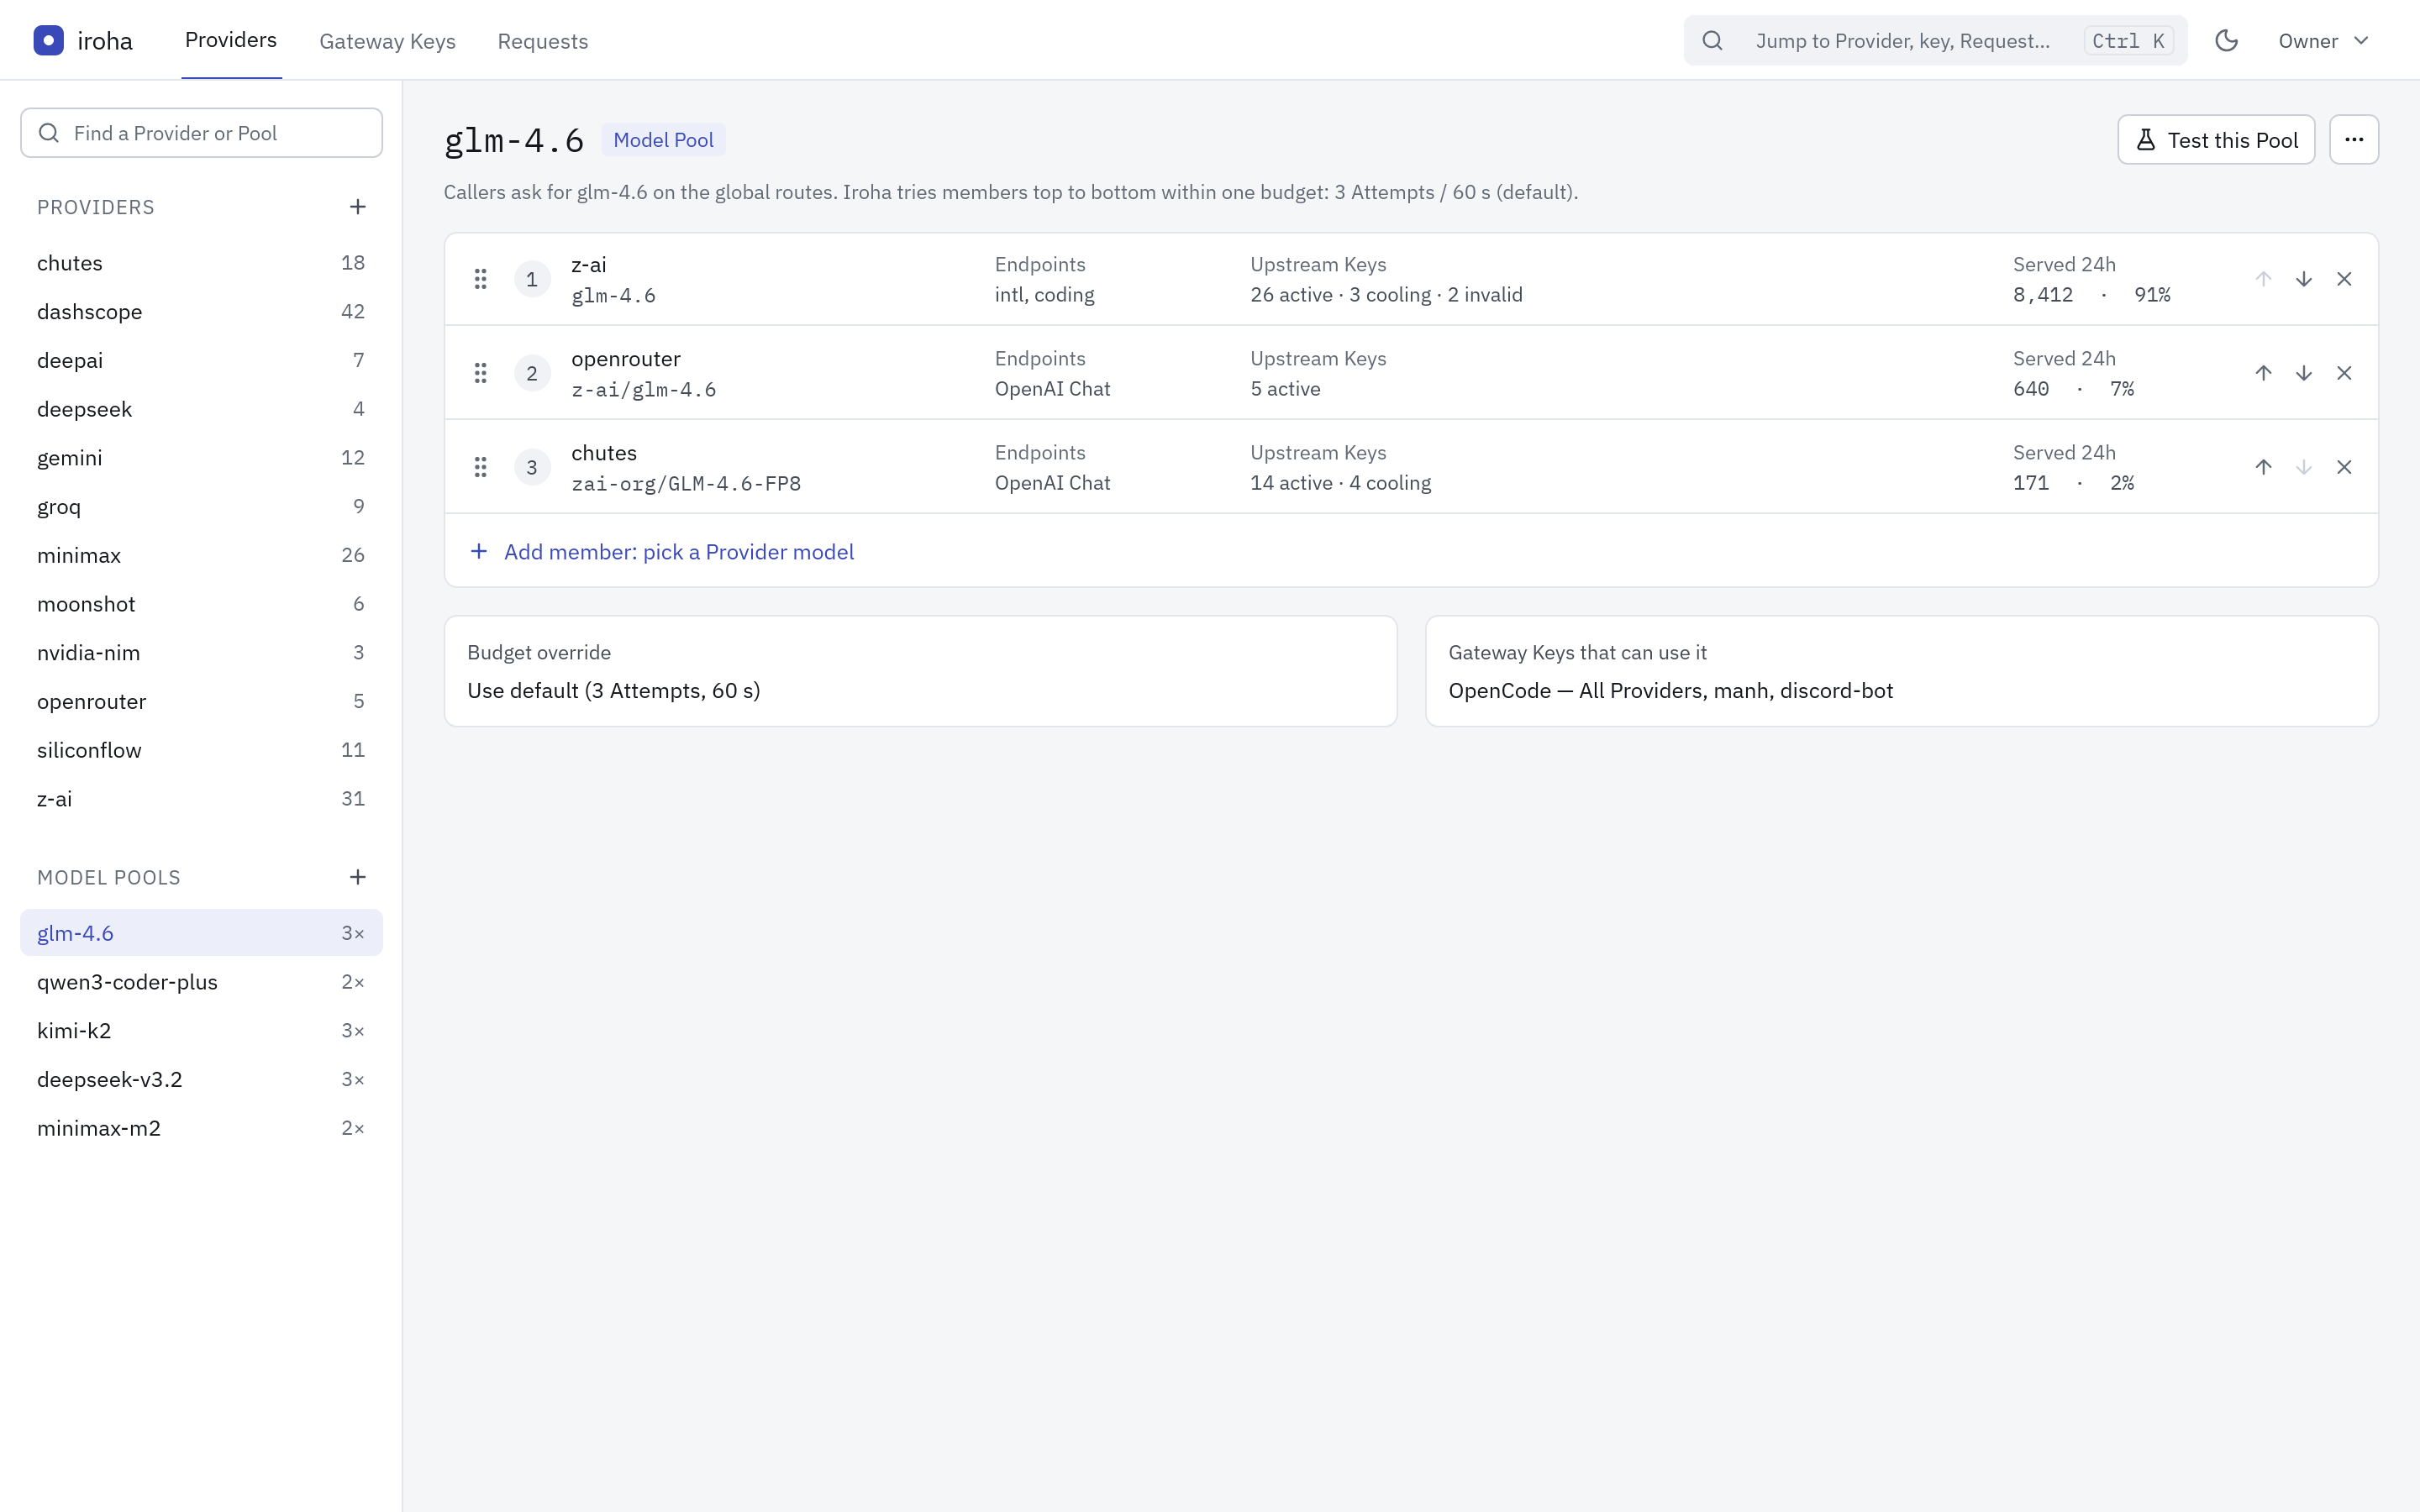 iroha
Providers
Gateway Keys
Requests
Jump to Provider, key, Request...
Ctrl K
Owner
Find a Provider or Pool
PROVIDERS
chutes 18
dashscope 42
deepai 7
deepseek 4
gemini 12
groq 9
minimax 26
moonshot 6
nvidia-nim 3
openrouter 5
siliconflow 11
z-ai 31
MODEL POOLS
glm-4.6 3×
qwen3-coder-plus 2×
kimi-k2 3×
deepseek-v3.2 3×
minimax-m2 2×
glm-4.6 Model Pool
Test this Pool
Callers ask for glm-4.6 on the global routes. Iroha tries members top to bottom within one budget: 3 Attempts / 60 s (default).
1
z-ai
glm-4.6
Endpoints
intl, coding
Upstream Keys
26 active · 3 cooling · 2 invalid
Served 24h
8,412 · 91%
2
openrouter
z-ai/glm-4.6
Endpoints
OpenAI Chat
Upstream Keys
5 active
Served 24h
640 · 7%
3
chutes
zai-org/GLM-4.6-FP8
Endpoints
OpenAI Chat
Upstream Keys
14 active · 4 cooling
Served 24h
171 · 2%
Add member: pick a Provider model
Budget override
Use default (3 Attempts, 60 s)
Gateway Keys that can use it
OpenCode — All Providers, manh, discord-bot